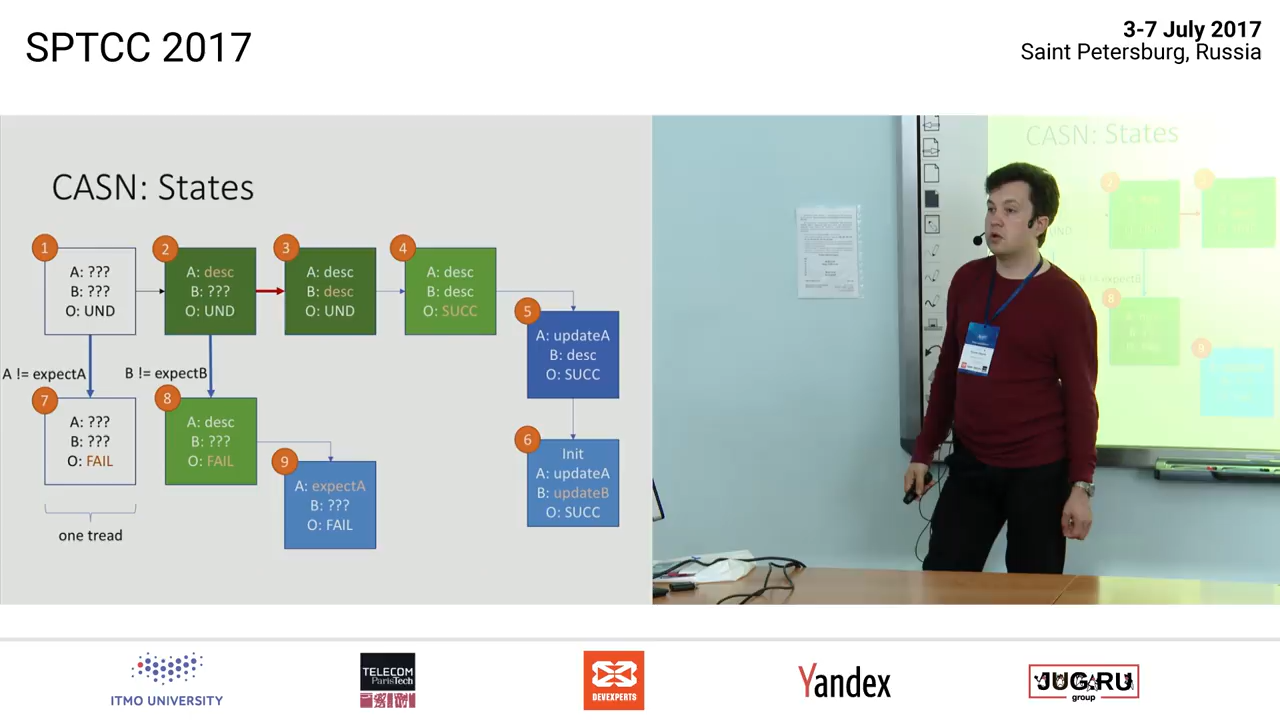 SPTCC 2017
3-7 July 2017
Saint Petersburg, Russia
CASN: States
1
A: ???
B: ???
O: UND
2
A: desc
B: ???
O: UND
3
A: desc
B: desc
O: UND
4
A: desc
B: desc
O: SUCC
5
A: updateA
B: desc
O: SUCC
A != expectA
B != expectB
7
A: ???
B: ???
O: FAIL
8
A: desc
B: ???
O: FAIL
9
A: expectA
B: ???
O: FAIL
6
Init
A: updateA
B: updateB
O: SUCC
one tread
CASN: States
ITMO UNIVERSITY
TELECOM
ParisTech
DEVEXPERTS
Yandex
JUG.RU
group